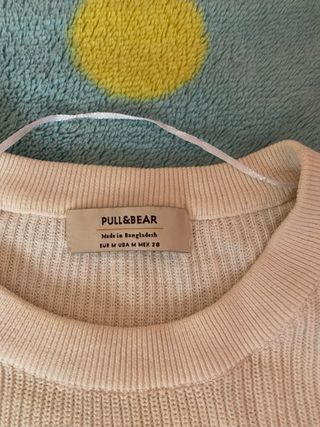 PULL&BEAR
Made in Bangladesh
EUR M USA M MEX 28